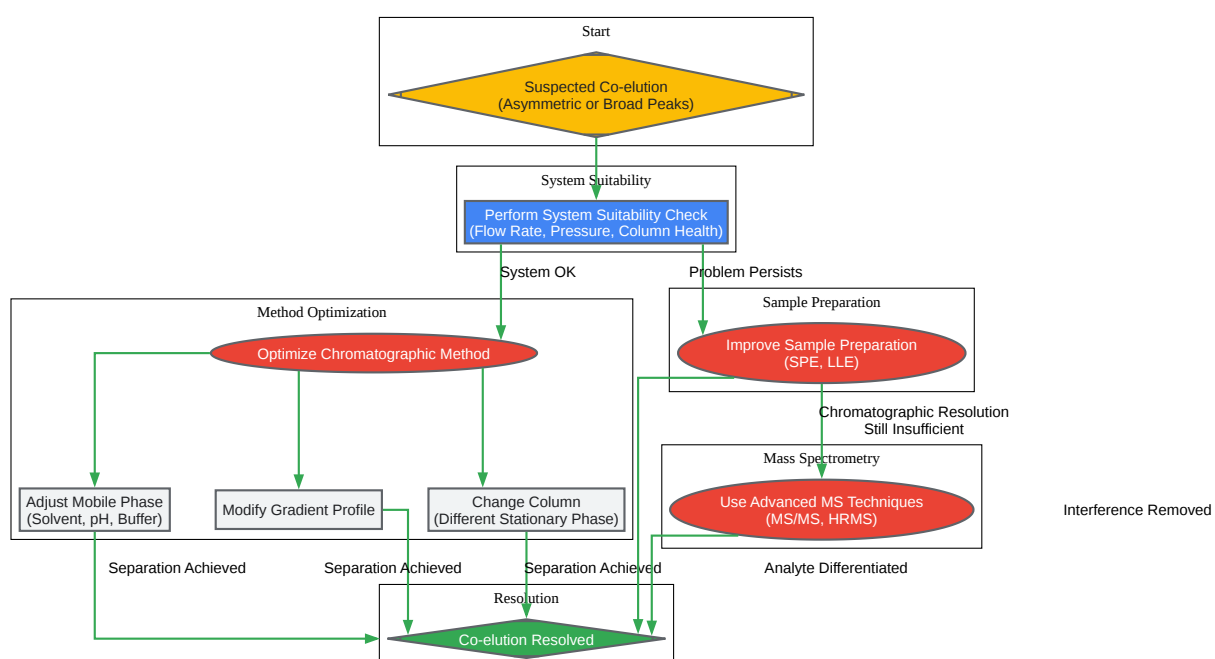 Start
Suspected Co-elution
(Asymmetric or Broad Peaks)
System Suitability
Perform System Suitability Check
(Flow Rate, Pressure, Column Health)
System OK
Problem Persists
Method Optimization
Sample Preparation
Optimize Chromatographic Method
Improve Sample Preparation
(SPE, LLE)
Chromatographic Resolution
Still Insufficient
Mass Spectrometry
Adjust Mobile Phase
(Solvent, pH, Buffer)
Modify Gradient Profile
Change Column
(Different Stationary Phase)
Use Advanced MS Techniques
(MS/MS, HRMS)
Interference Removed
Separation Achieved
Separation Achieved
Separation Achieved
Analyte Differentiated
Resolution
Co-elution Resolved